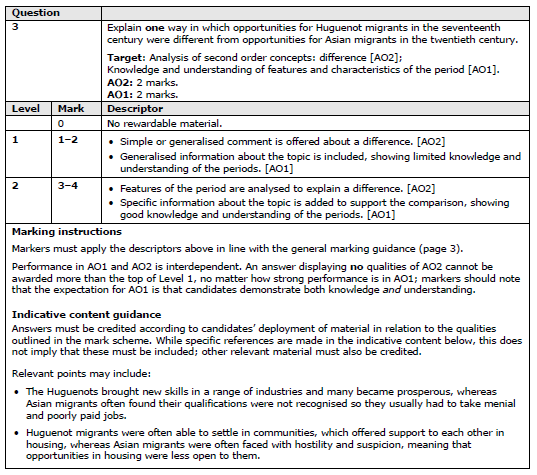 Question
3 Explain one way in which opportunities for Huguenot migrants in the seventeenth
century were different from opportunities for Asian migrants in the twentieth century.
Target: Analysis of second order concepts: difference [AO2];
Knowledge and understanding of features and characteristics of the period [AO1].
AO2: 2 marks.
AO1: 2 marks.
Level Mark Descriptor
0 No rewardable material.
1 1–2 • Simple or generalised comment is offered about a difference. [AO2]
• Generalised information about the topic is included, showing limited knowledge and
understanding of the periods. [AO1]
2 3–4 • Features of the period are analysed to explain a difference. [AO2]
• Specific information about the topic is added to support the comparison, showing
good knowledge and understanding of the periods. [AO1]
Marking instructions
Markers must apply the descriptors above in line with the general marking guidance (page 3).
Performance in AO1 and AO2 is interdependent. An answer displaying no qualities of AO2 cannot be
awarded more than the top of Level 1, no matter how strong performance is in AO1; markers should note
that the expectation for AO1 is that candidates demonstrate both knowledge and understanding.
Indicative content guidance
Answers must be credited according to candidates' deployment of material in relation to the qualities
outlined in the mark scheme. While specific references are made in the indicative content below, this does
not imply that these must be included; other relevant material must also be credited.
Relevant points may include:
• The Huguenots brought new skills in a range of industries and many became prosperous, whereas
Asian migrants often found their qualifications were not recognised so they usually had to take menial
and poorly paid jobs.
• Huguenot migrants were often able to settle in communities, which offered support to each other in
housing, whereas Asian migrants were often faced with hostility and suspicion, meaning that
opportunities in housing were less open to them.